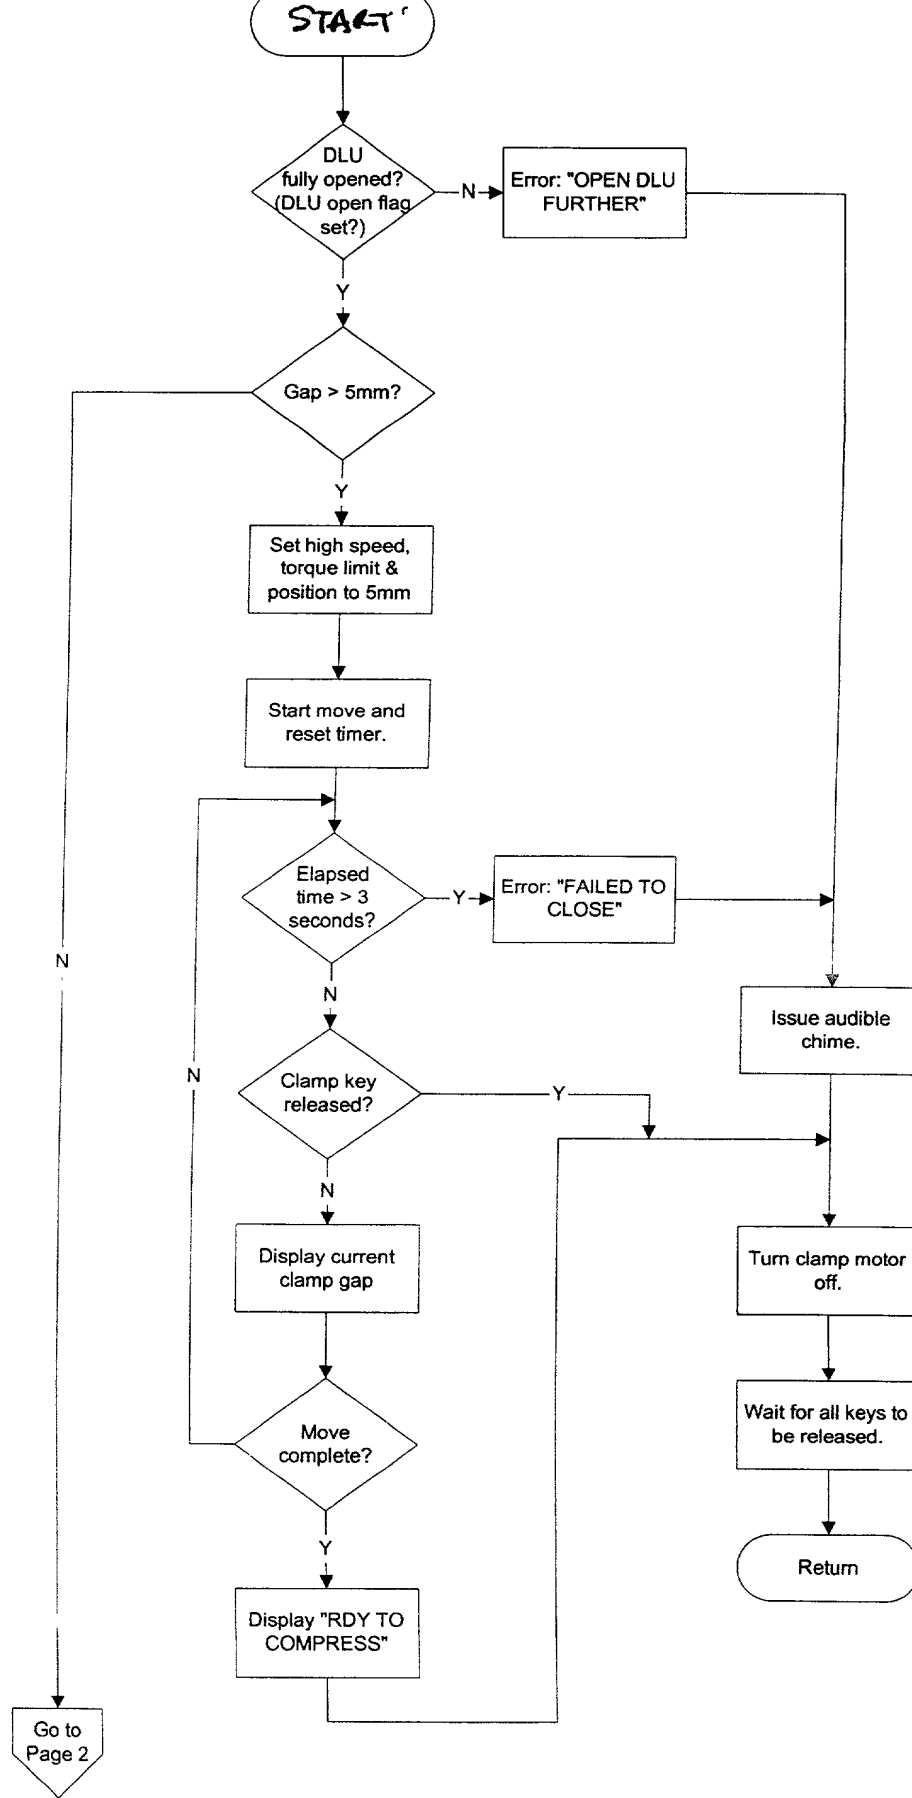 START
DLU
fully opened?
(DLU open flag
set?)
N
Error: "OPEN DLU
FURTHER"
Y
Gap > 5mm?
Y
Set high speed,
torque limit &
position to 5mm
Start move and
reset timer.
Elapsed
time > 3
seconds?
Y
Error: "FAILED TO
CLOSE"
N
N
Issue audible
chime.
Clamp key
released?
Y
N
N
Display current
clamp gap
Turn clamp motor
off.
Move
complete?
Wait for all keys to
be released.
Y
Return
Display "RDY TO
COMPRESS"
Go to
Page 2